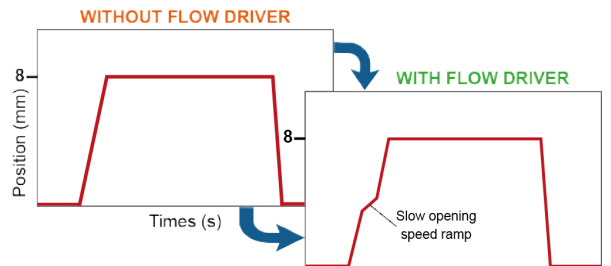 WITHOUT FLOW DRIVER
8
Position (mm)
Times (s)
WITH FLOW DRIVER
8
Slow opening
speed ramp